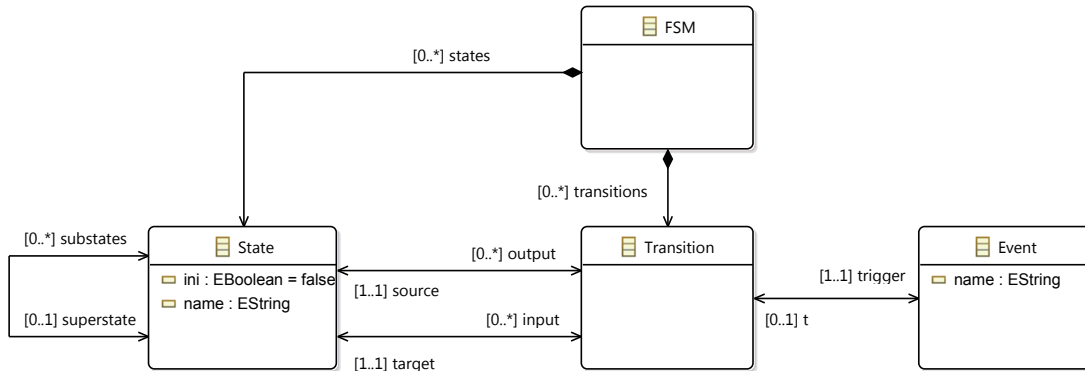 FSM
[0..*] states
[0..*] transitions
[0..*] substates
State
[0..*] output
Transition
Event
ini : EBoolean = false
[1..1] trigger
name : EString
[1..1] source
name : EString
[0..1] superstate
[0..*] input
[0..1] t
[1..1] target